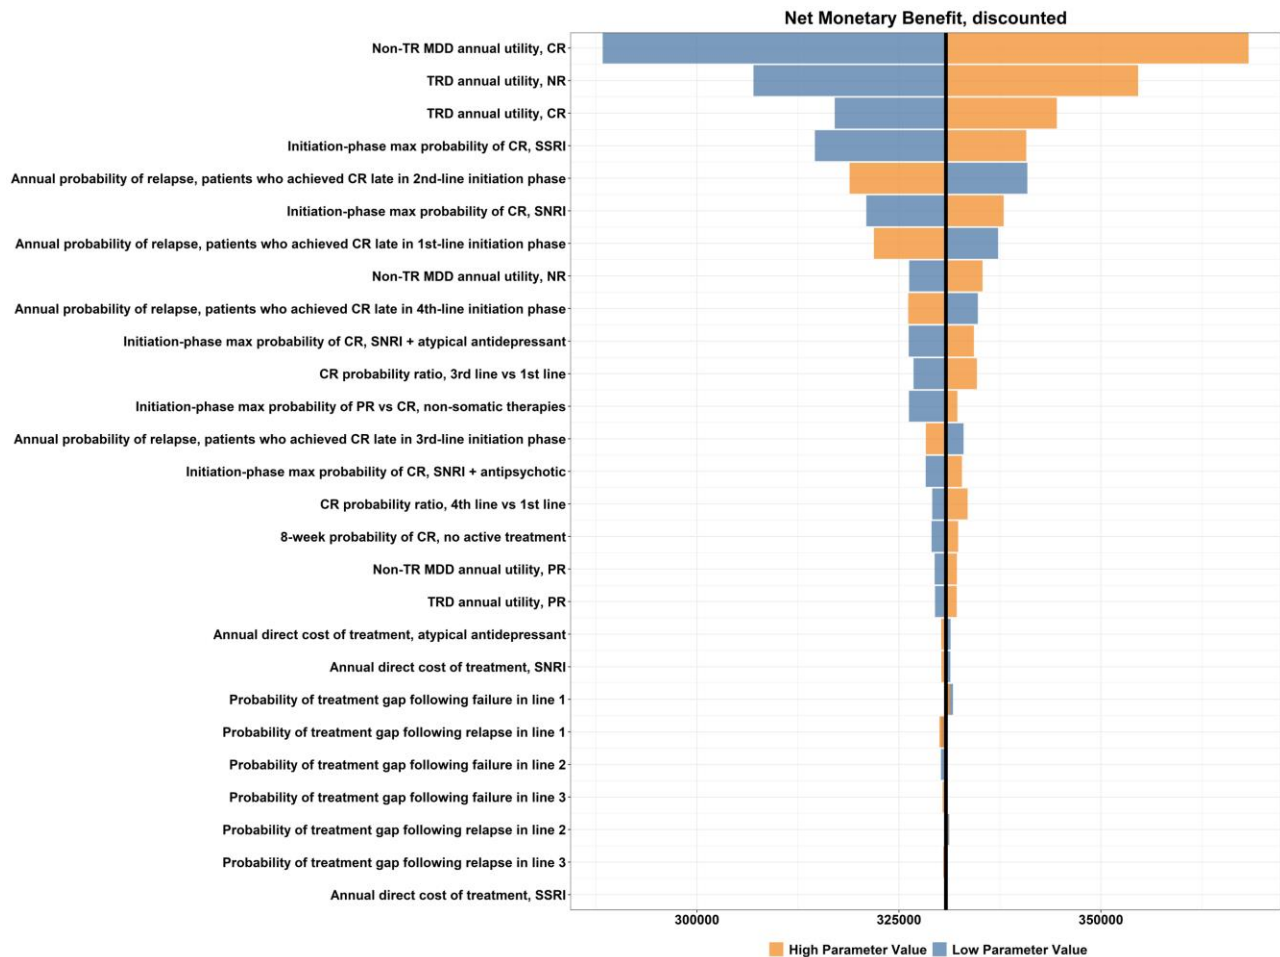 Net Monetary Benefit, discounted
Non-TR MDD annual utility, CR
TRD annual utility, NR
TRD annual utility, CR
Initiation-phase max probability of CR, SSRI
Annual probability of relapse, patients who achieved CR late in 2nd-line initiation phase
Initiation-phase max probability of CR, SNRI
Annual probability of relapse, patients who achieved CR late in 1st-line initiation phase
Non-TR MDD annual utility, NR
Annual probability of relapse, patients who achieved CR late in 4th-line initiation phase
Initiation-phase max probability of CR, SNRI + atypical antidepressant
CR probability ratio, 3rd line vs 1st line
Initiation-phase max probability of PR vs CR, non-somatic therapies
Annual probability of relapse, patients who achieved CR late in 3rd-line initiation phase
Initiation-phase max probability of CR, SNRI + antipsychotic
CR probability ratio, 4th line vs 1st line
8-week probability of CR, no active treatment
Non-TR MDD annual utility, PR
TRD annual utility, PR
Annual direct cost of treatment, atypical antidepressant
Annual direct cost of treatment, SNRI
Probability of treatment gap following failure in line 1
Probability of treatment gap following relapse in line 1
Probability of treatment gap following failure in line 2
Probability of treatment gap following failure in line 3
Probability of treatment gap following relapse in line 2
Probability of treatment gap following relapse in line 3
Annual direct cost of treatment, SSRI
300000 325000 350000
High Parameter Value Low Parameter Value